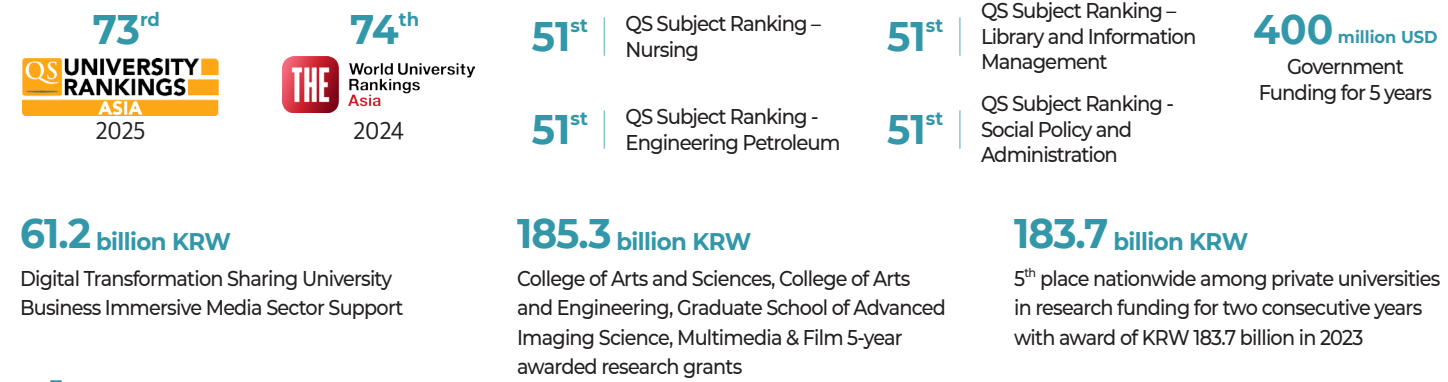 73rd
QS UNIVERSITY
RANKINGS
ASIA
2025
74th
THE
World University
Rankings
Asia
2024
51st
QS Subject Ranking –
Nursing
51st
QS Subject Ranking -
Engineering Petroleum
51st
QS Subject Ranking –
Library and Information
Management
51st
QS Subject Ranking -
Social Policy and
Administration
400 million USD
Government
Funding for 5 years
61.2 billion KRW
Digital Transformation Sharing University
Business Immersive Media Sector Support
185.3 billion KRW
College of Arts and Sciences, College of Arts
and Engineering, Graduate School of Advanced
Imaging Science, Multimedia & Film 5-year
awarded research grants
183.7 billion KRW
5th place nationwide among private universities
in research funding for two consecutive years
with award of KRW 183.7 billion in 2023